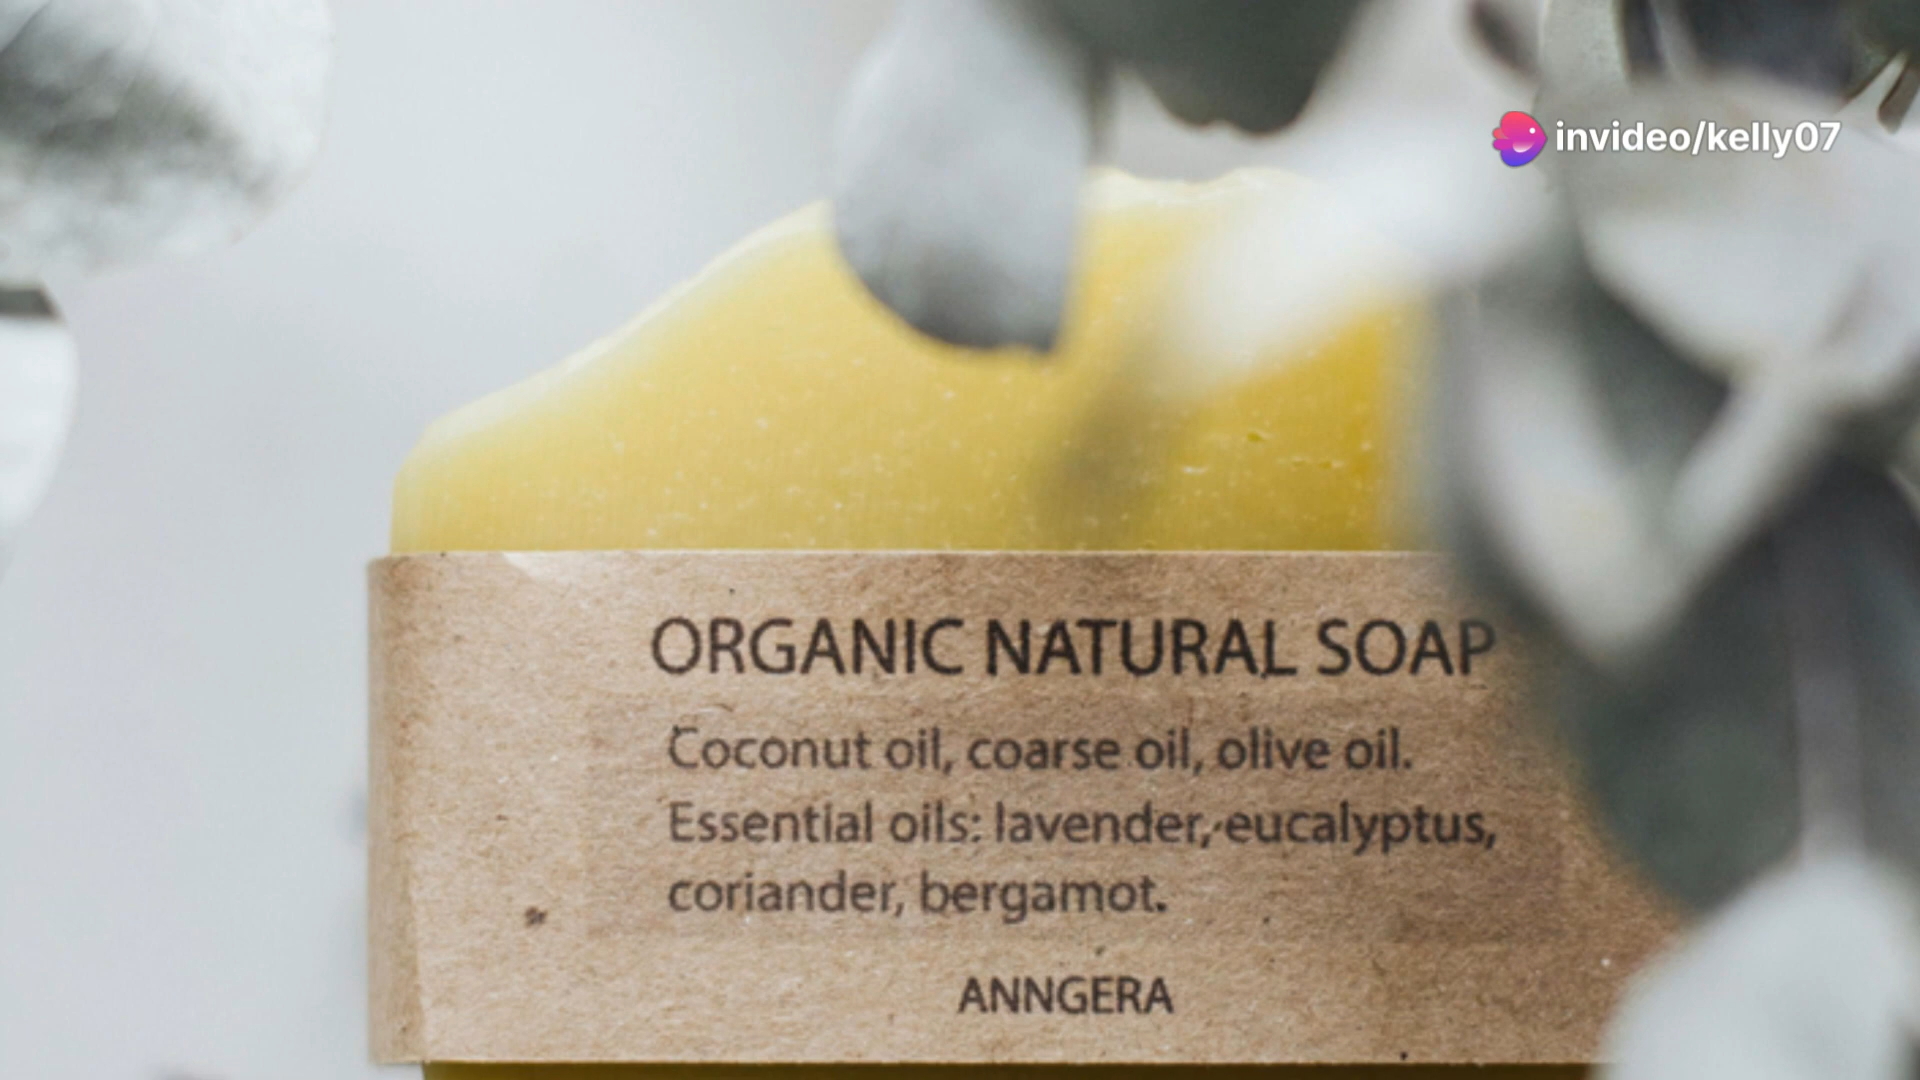 invideo/kelly07
ORGANIC NATURAL SOAP
Coconut oil, coarse oil, olive oil.
Essential oils: lavender, eucalyptus,
coriander, bergamot.
ANNGERA